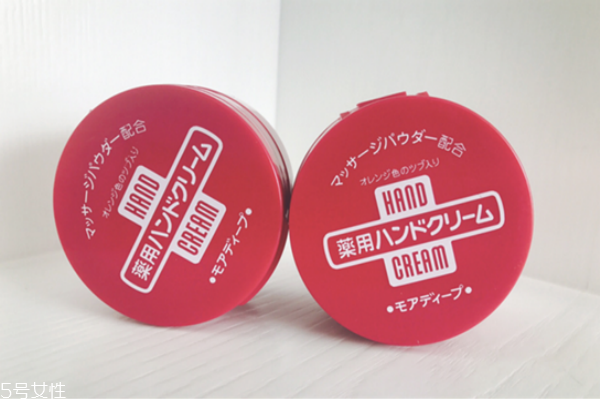 マッサージパウダー配合
オレンジ色のツブ入り
HAND
薬用ハンドクリーム
CREAM
●モアディープ●
マッサージパウダー配合
オレンジ色のツブ入り
HAND
薬用ハンドクリーム
CREAM
●モアディープ●
5号女性